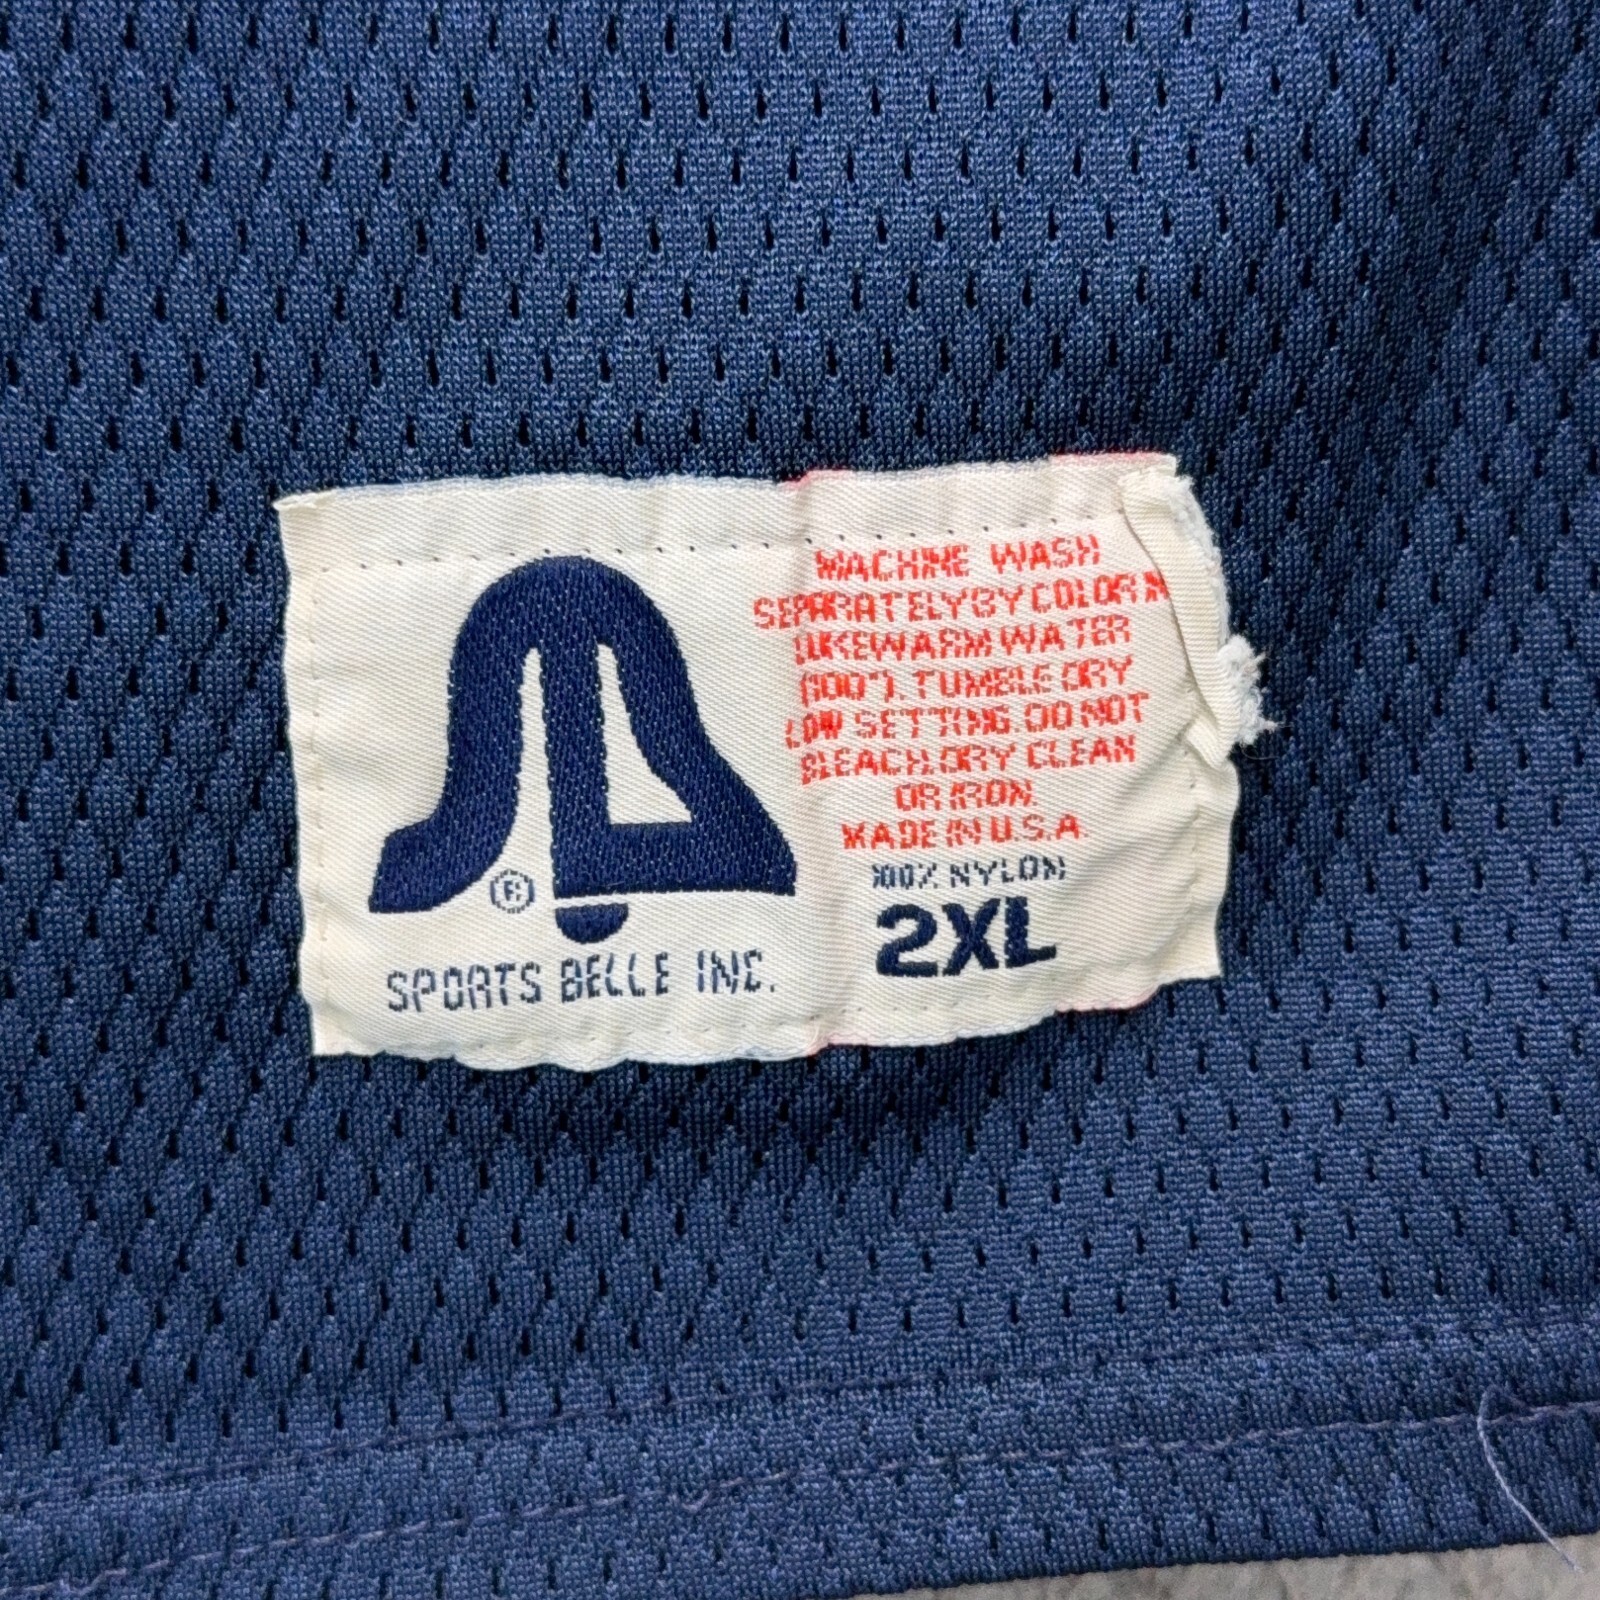 MACHINE WASH
SEPARATELY BY COLOR IN
LUKEWARM WATER
(100°). TUMBLE DRY
LOW SETTING. DO NOT
BLEACH. DRY CLEAN
OR IRON.
MADE IN U.S.A.
100% NYLON
2XL
®
SPORTS BELLE INC.